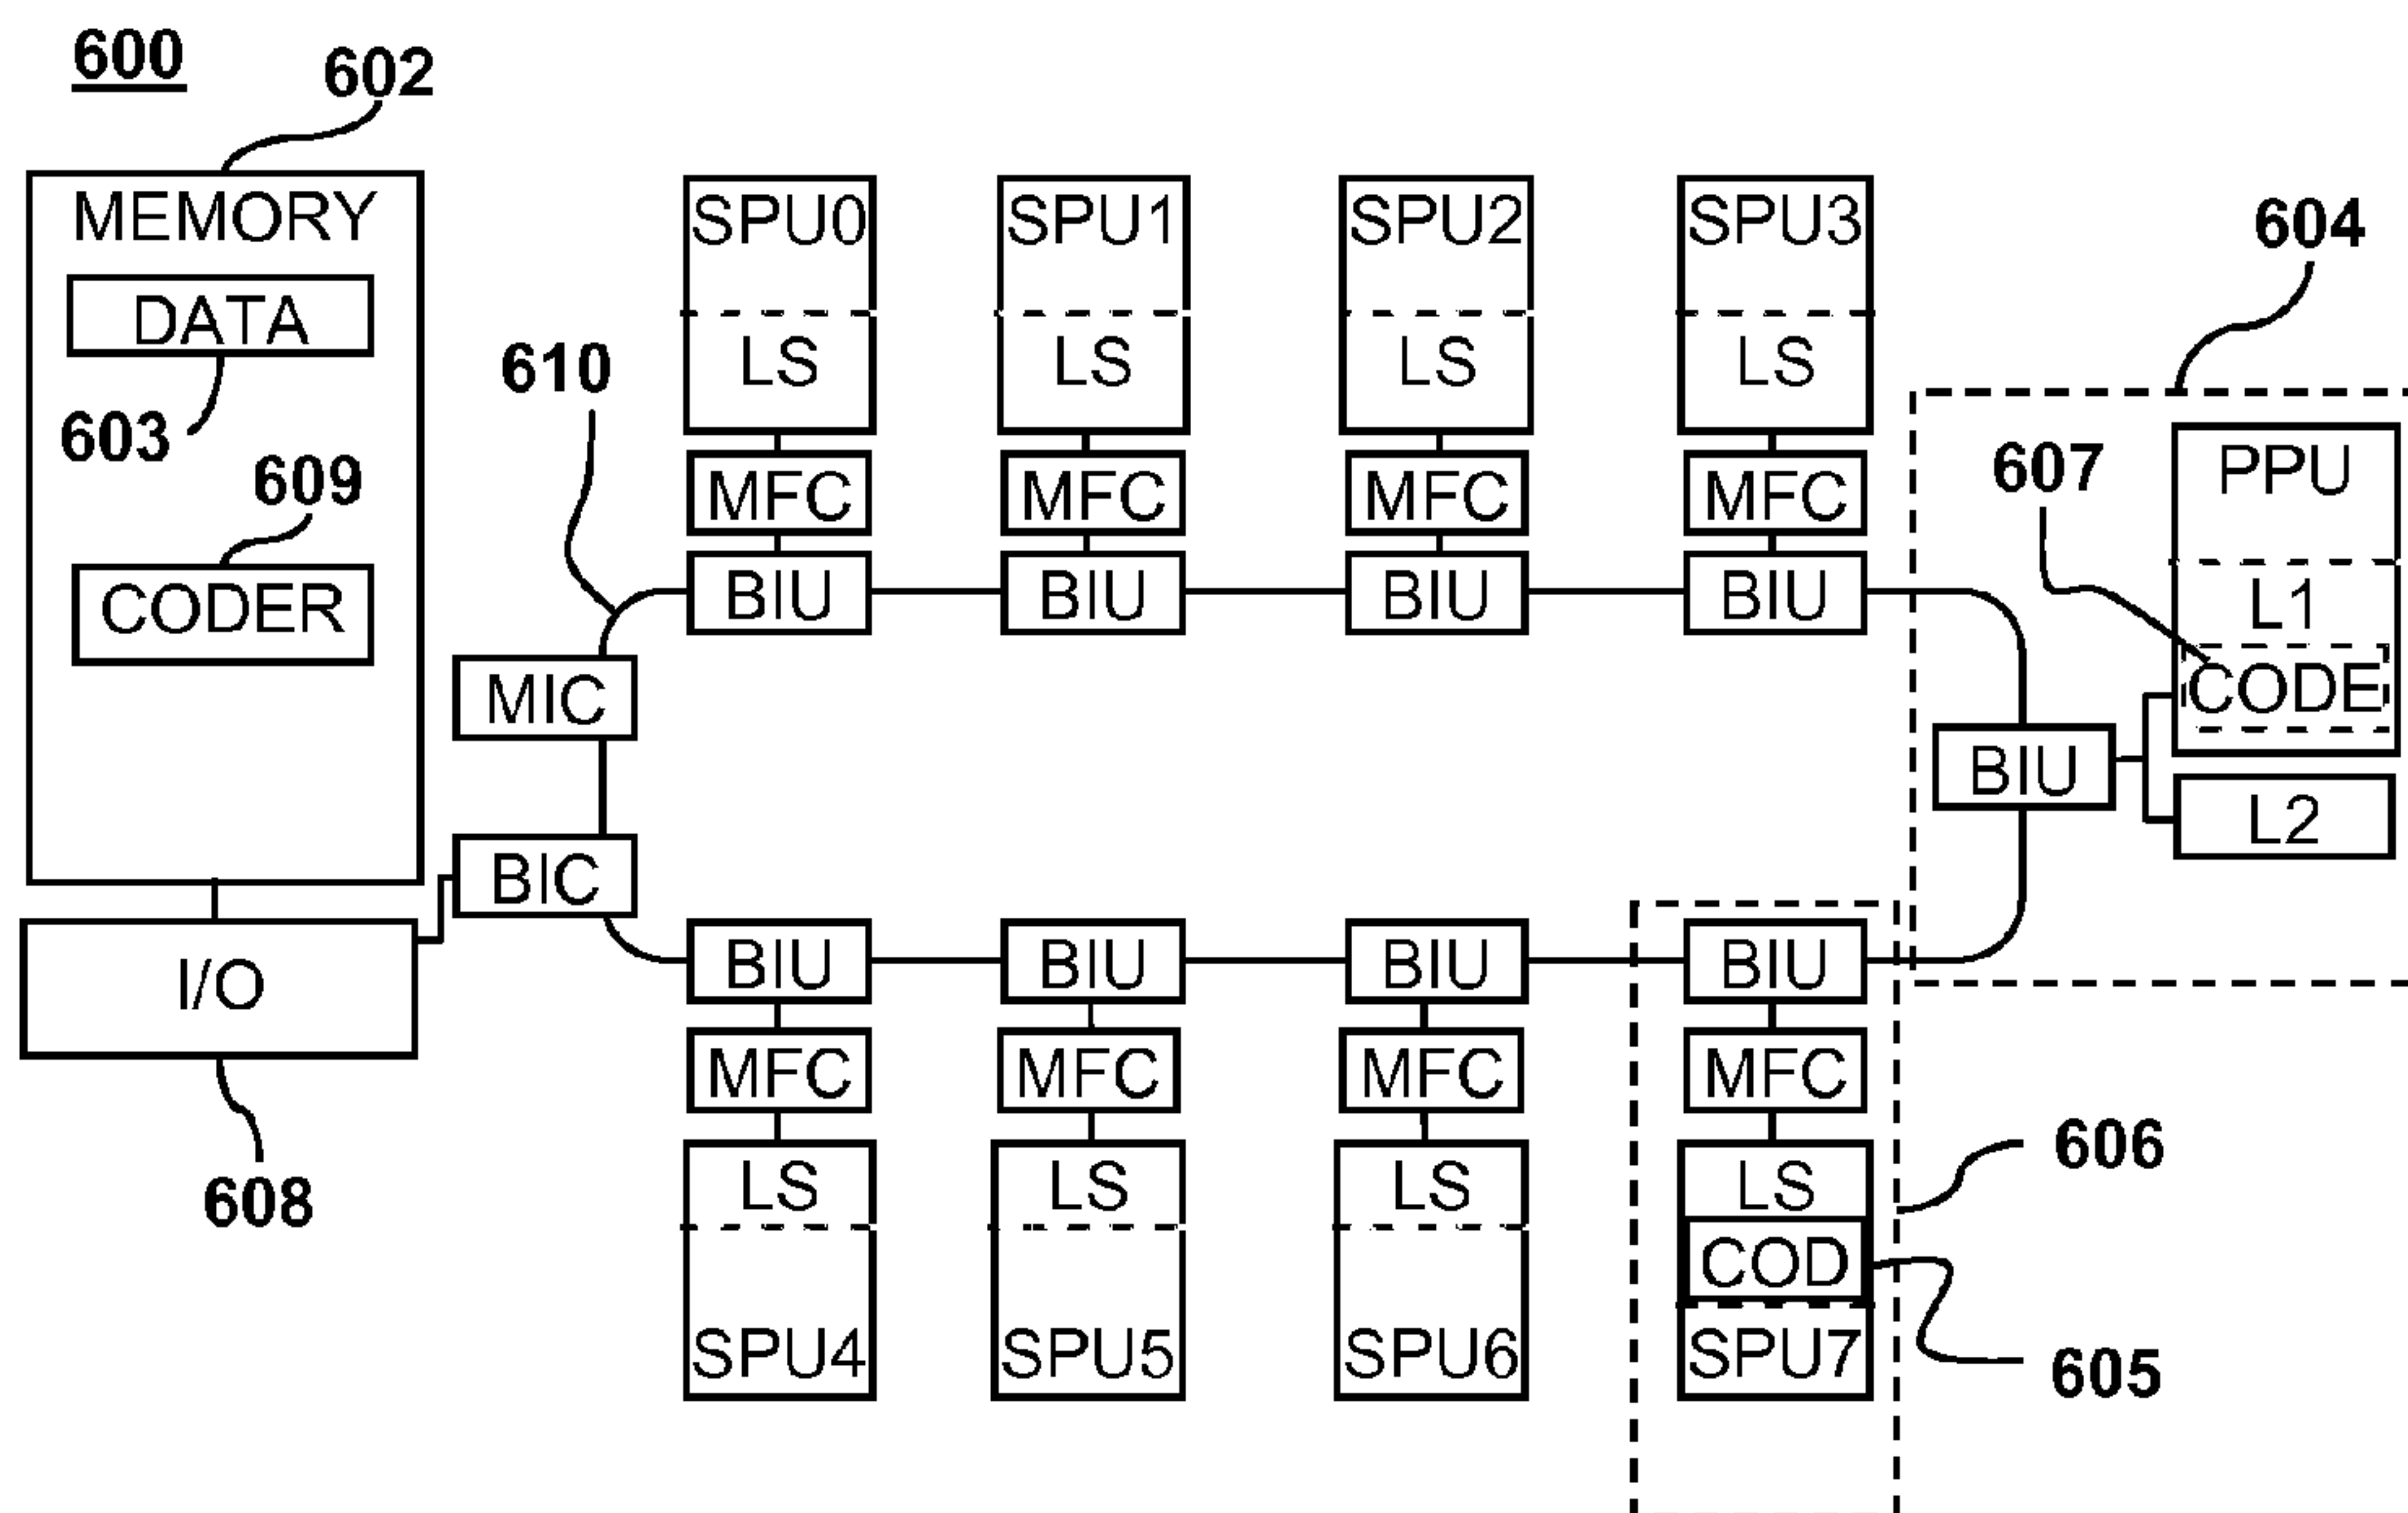 600
602
MEMORY
DATA
603
609
CODER
I/O
608
610
MIC
BIC
SPU0 SPU1 SPU2 SPU3
LS LS LS LS
MFC MFC MFC MFC
BIU BIU BIU BIU
604
607
PPU
L1
CODE
BIU
L2
BIU BIU BIU BIU
MFC MFC MFC MFC
LS LS LS LS
COD
SPU4 SPU5 SPU6 SPU7
606
605